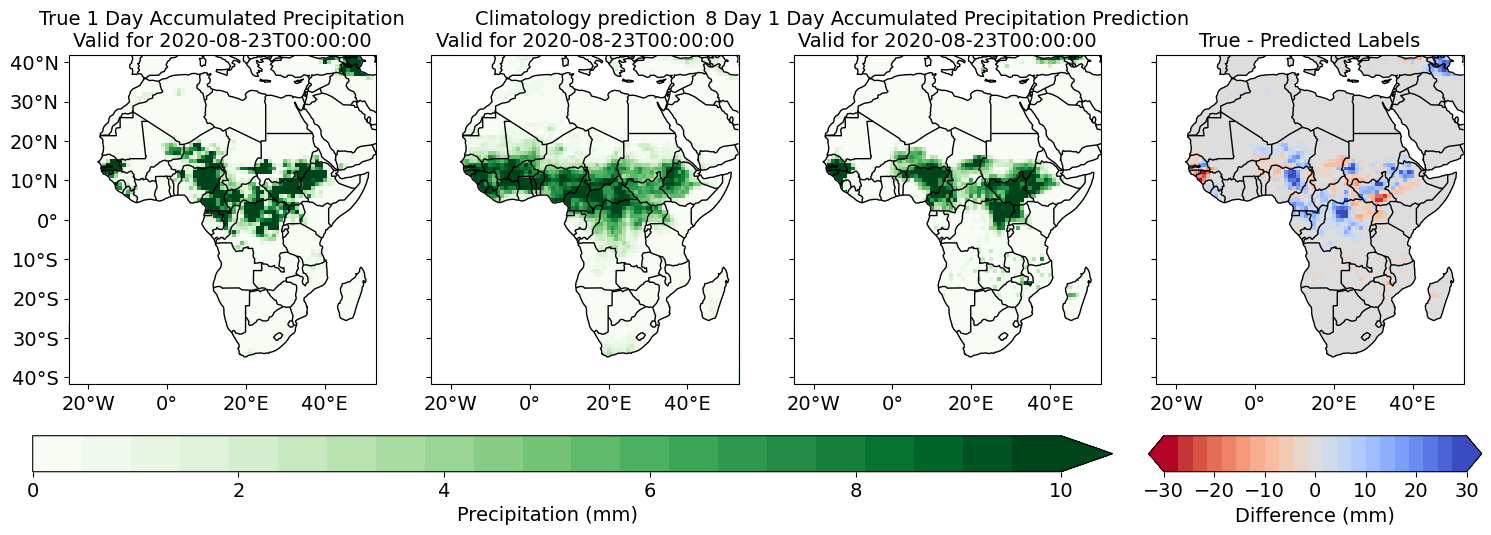 True 1 Day Accumulated Precipitation
Valid for 2020-08-23T00:00:00
Climatology prediction
Valid for 2020-08-23T00:00:00
8 Day 1 Day Accumulated Precipitation Prediction
Valid for 2020-08-23T00:00:00
True - Predicted Labels
40°N
30°N
20°N
10°N
0°
10°S
20°S
30°S
40°S
20°W 0° 20°E 40°E
20°W 0° 20°E 40°E
20°W 0° 20°E 40°E
20°W 0° 20°E 40°E
0 2 4 6 8 10
Precipitation (mm)
−30 −20 −10 0 10 20 30
Difference (mm)